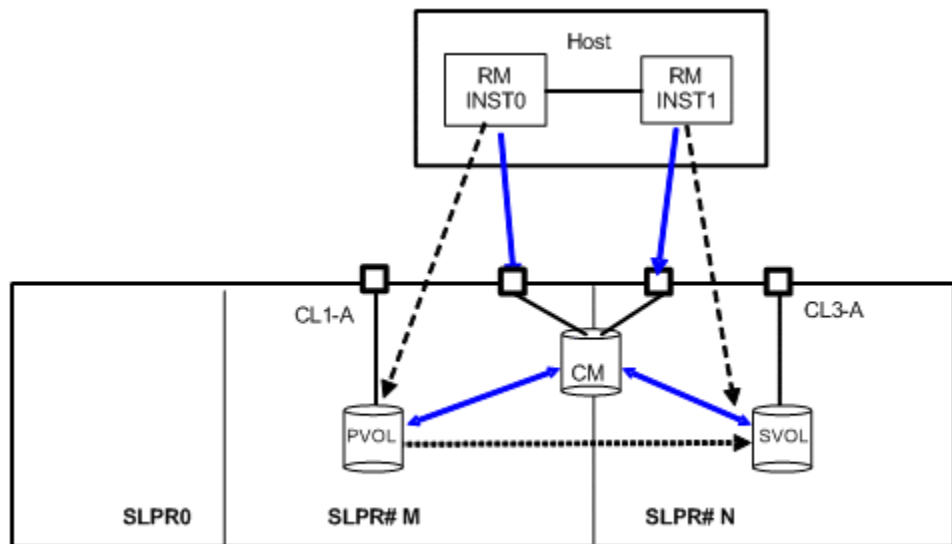 Host
RM
INST0
RM
INST1
CL1-A
CL3-A
CM
PVOL
SVOL
SLPR0
SLPR# M
SLPR# N